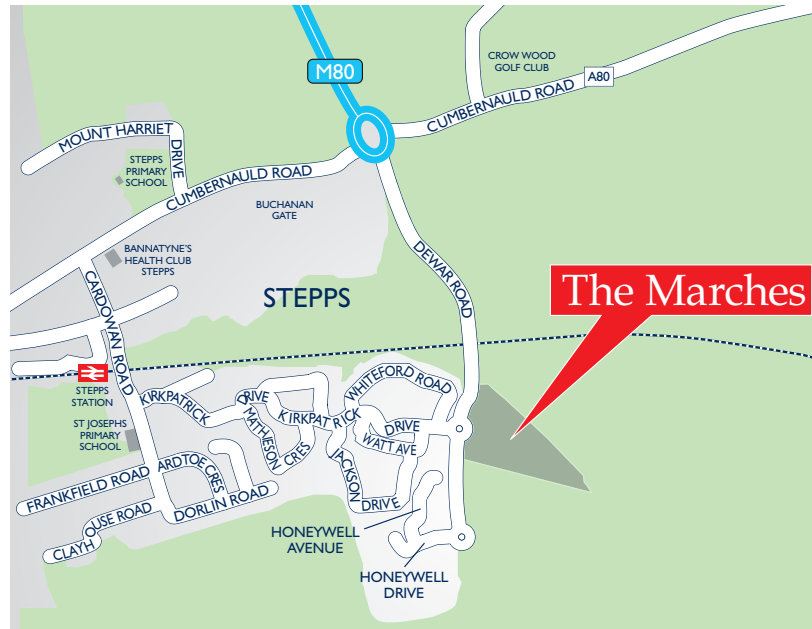 M80
CROW WOOD
GOLF CLUB
A80
CUMBERNAULD ROAD
MOUNT HARRIET
DRIVE
STEPPS
PRIMARY
SCHOOL
CUMBERNAULD ROAD
BUCHANAN
GATE
BANNATYNE'S
HEALTH CLUB
STEPPS
DEWAR ROAD
CARDOWAN ROAD
STEPPS
The Marches
STEPPS
STATION
WHITEFORD ROAD
KIRKPATRICK
DRIVE
KIRKPATRICK
DRIVE
MATHIESON
CRES
WATT AVE
ST JOSEPHS
PRIMARY
SCHOOL
JACKSON
DRIVE
FRANKFIELD ROAD
ARDTOE CRES
DORLIN ROAD
CLAYHOUSE ROAD
HONEYWELL
AVENUE
HONEYWELL
DRIVE